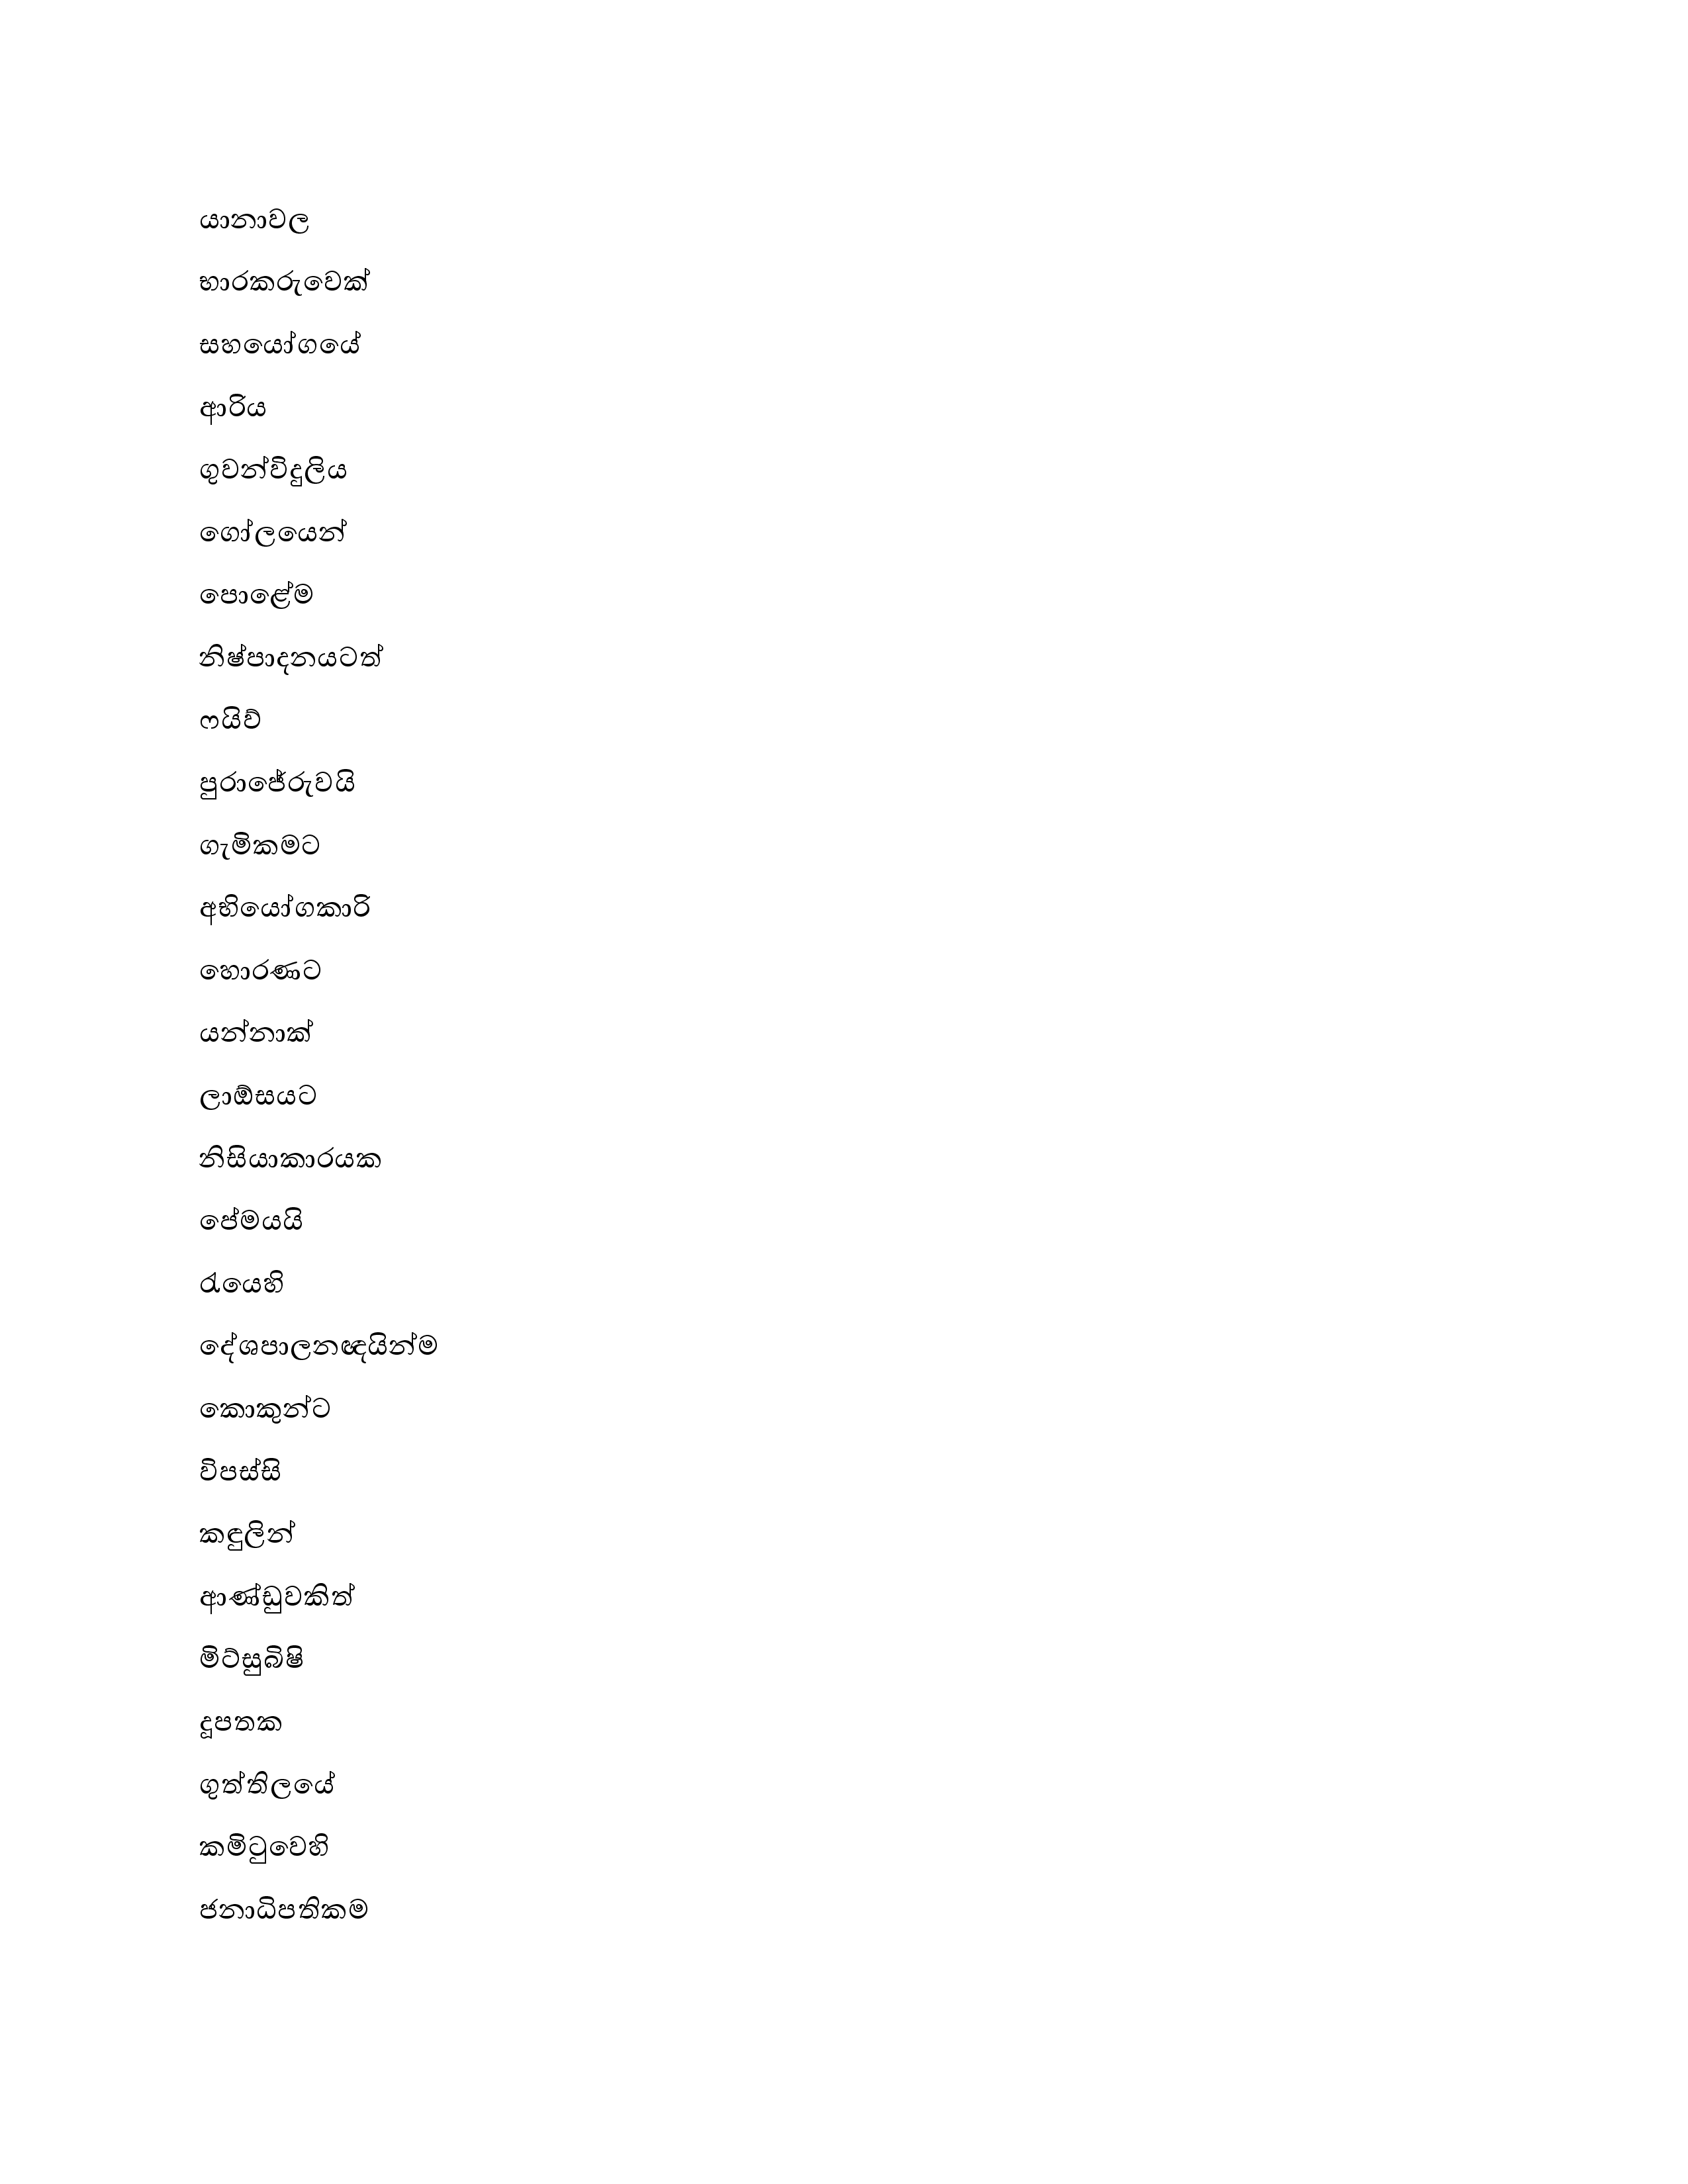 යානාවල
භාරකරුවෙක්
සහයෝගයේ
ආරිය
ගුවන්විදුලිය
ගෝලයෙන්
පොළේම
නිෂ්පාදනයටත්
ෆයිව්
පුරාජේරුවයි
ගැමිකමට
අභියෝගකාරි
හොරණට
යන්නාක්
ලාඕසයට
නිසියාකාරයක
පේමයයි
රැයෙහි
දේශපාලනඥයින්ම
කොකුන්ට
විපස්සි
කඳුලින්
ආණ්ඩුවකිත්
මිට්සුබිෂි
දූපතක
ගුත්තිලයේ
කමිටුවෙහි
ජනාධිපතිකම